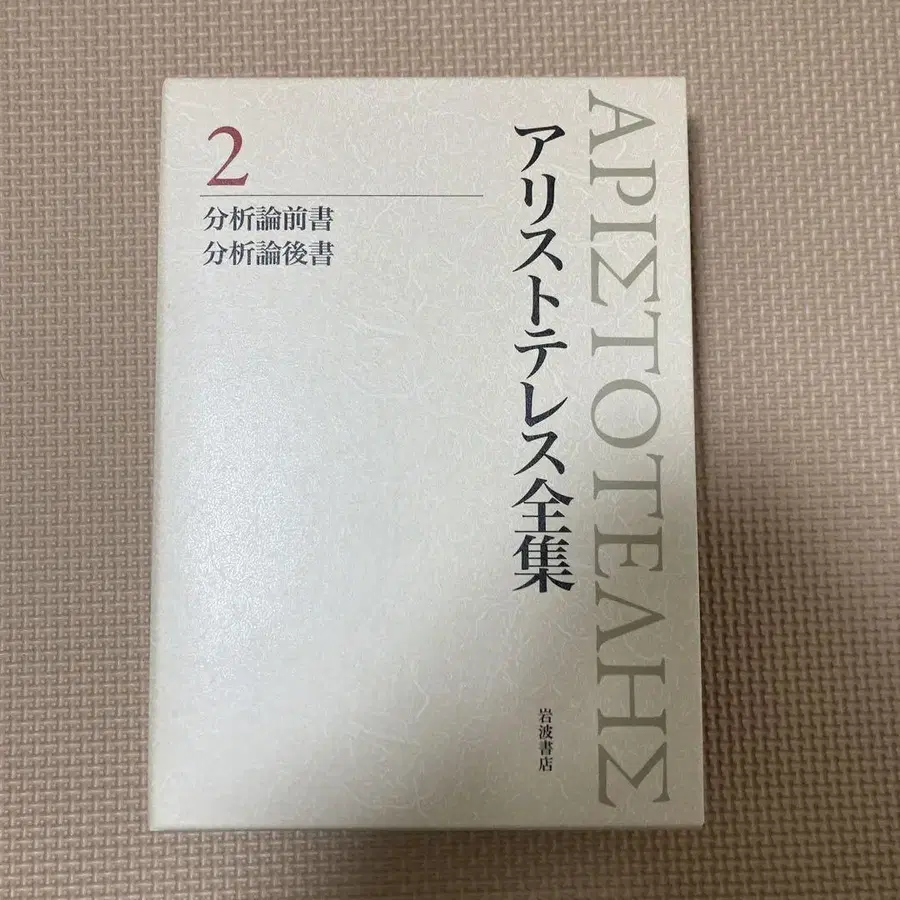 2
分析論前書
分析論後書
アリストテレス全集
ΑΡΙΣΤΟΤΕΛΗΣ
岩波書店